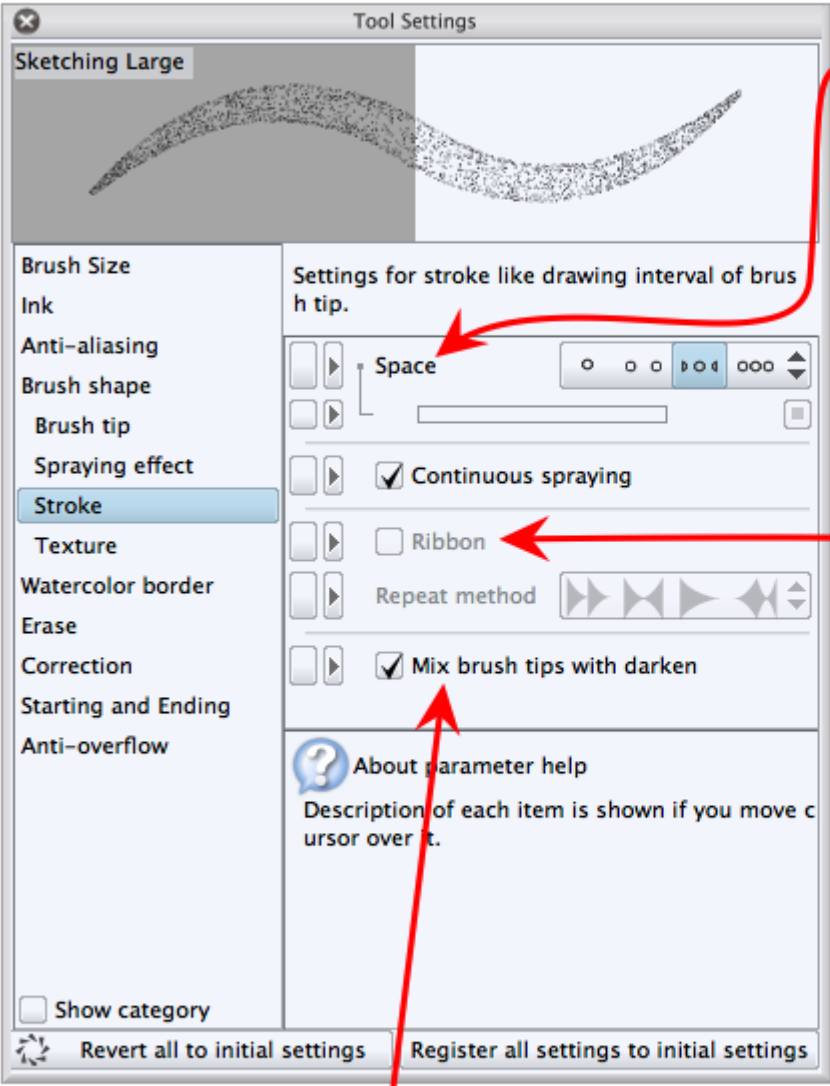 Tool Settings
Sketching Large
Brush Size
Ink
Anti-aliasing
Brush shape
Brush tip
Spraying effect
Stroke
Texture
Watercolor border
Erase
Correction
Starting and Ending
Anti-overflow
Show category
Settings for stroke like drawing interval of brus
h tip.
Space
Continuous spraying
Ribbon
Repeat method
Mix brush tips with darken
About parameter help
Description of each item is shown if you move c
ursor over it.
Revert all to initial settings
Register all settings to initial settings